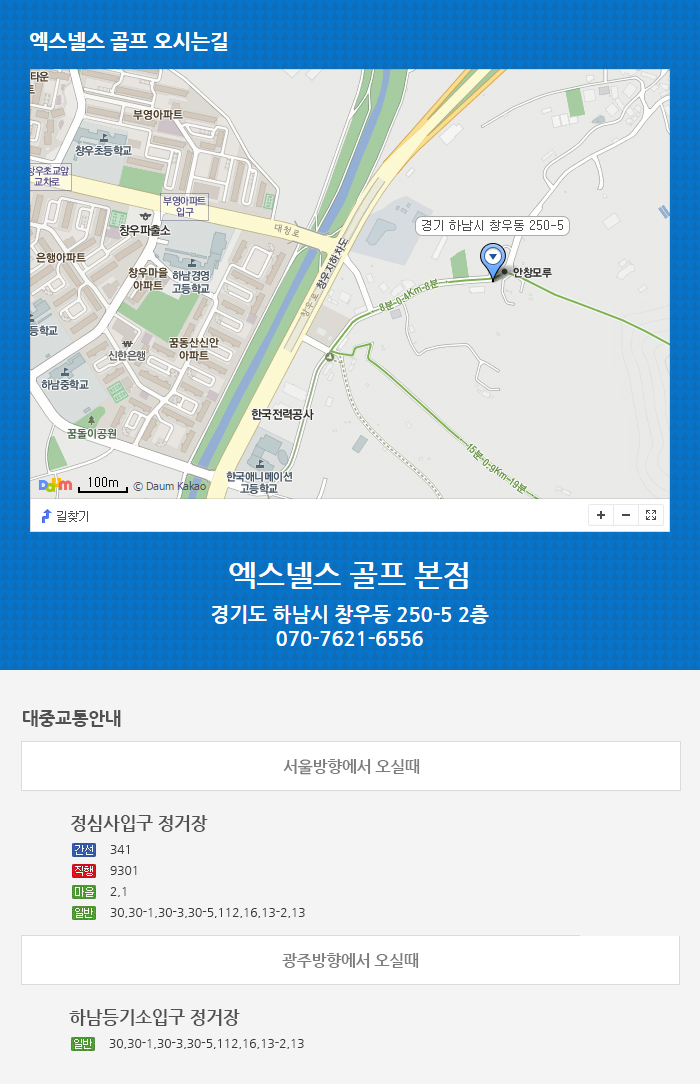 엑스넬스 골프 오시는길
타운
트
부영아파트
창우초등학교
창우초교앞
교차로
부영아파트
입구
창우파출소
대청로
창우로 창우지하차도
경기 하남시 창우동 250-5
안창모루
은행아파트
창우마을
아파트
하남경영
고등학교
8분-0.4Km-8분
등학교
신한은행
꿈동산신안
아파트
하남중학교
한국전력공사
꿈돌이공원
15분-0.9Km-19분
한국애니메이션
고등학교
Daum 100m © Daum Kakao
길찾기
+ −
엑스넬스 골프 본점
경기도 하남시 창우동 250-5 2층
070-7621-6556
대중교통안내
서울방향에서 오실때
정심사입구 정거장
간선 341
직행 9301
마을 2,1
일반 30,30-1,30-3,30-5,112,16,13-2,13
광주방향에서 오실때
하남등기소입구 정거장
일반 30,30-1,30-3,30-5,112,16,13-2,13